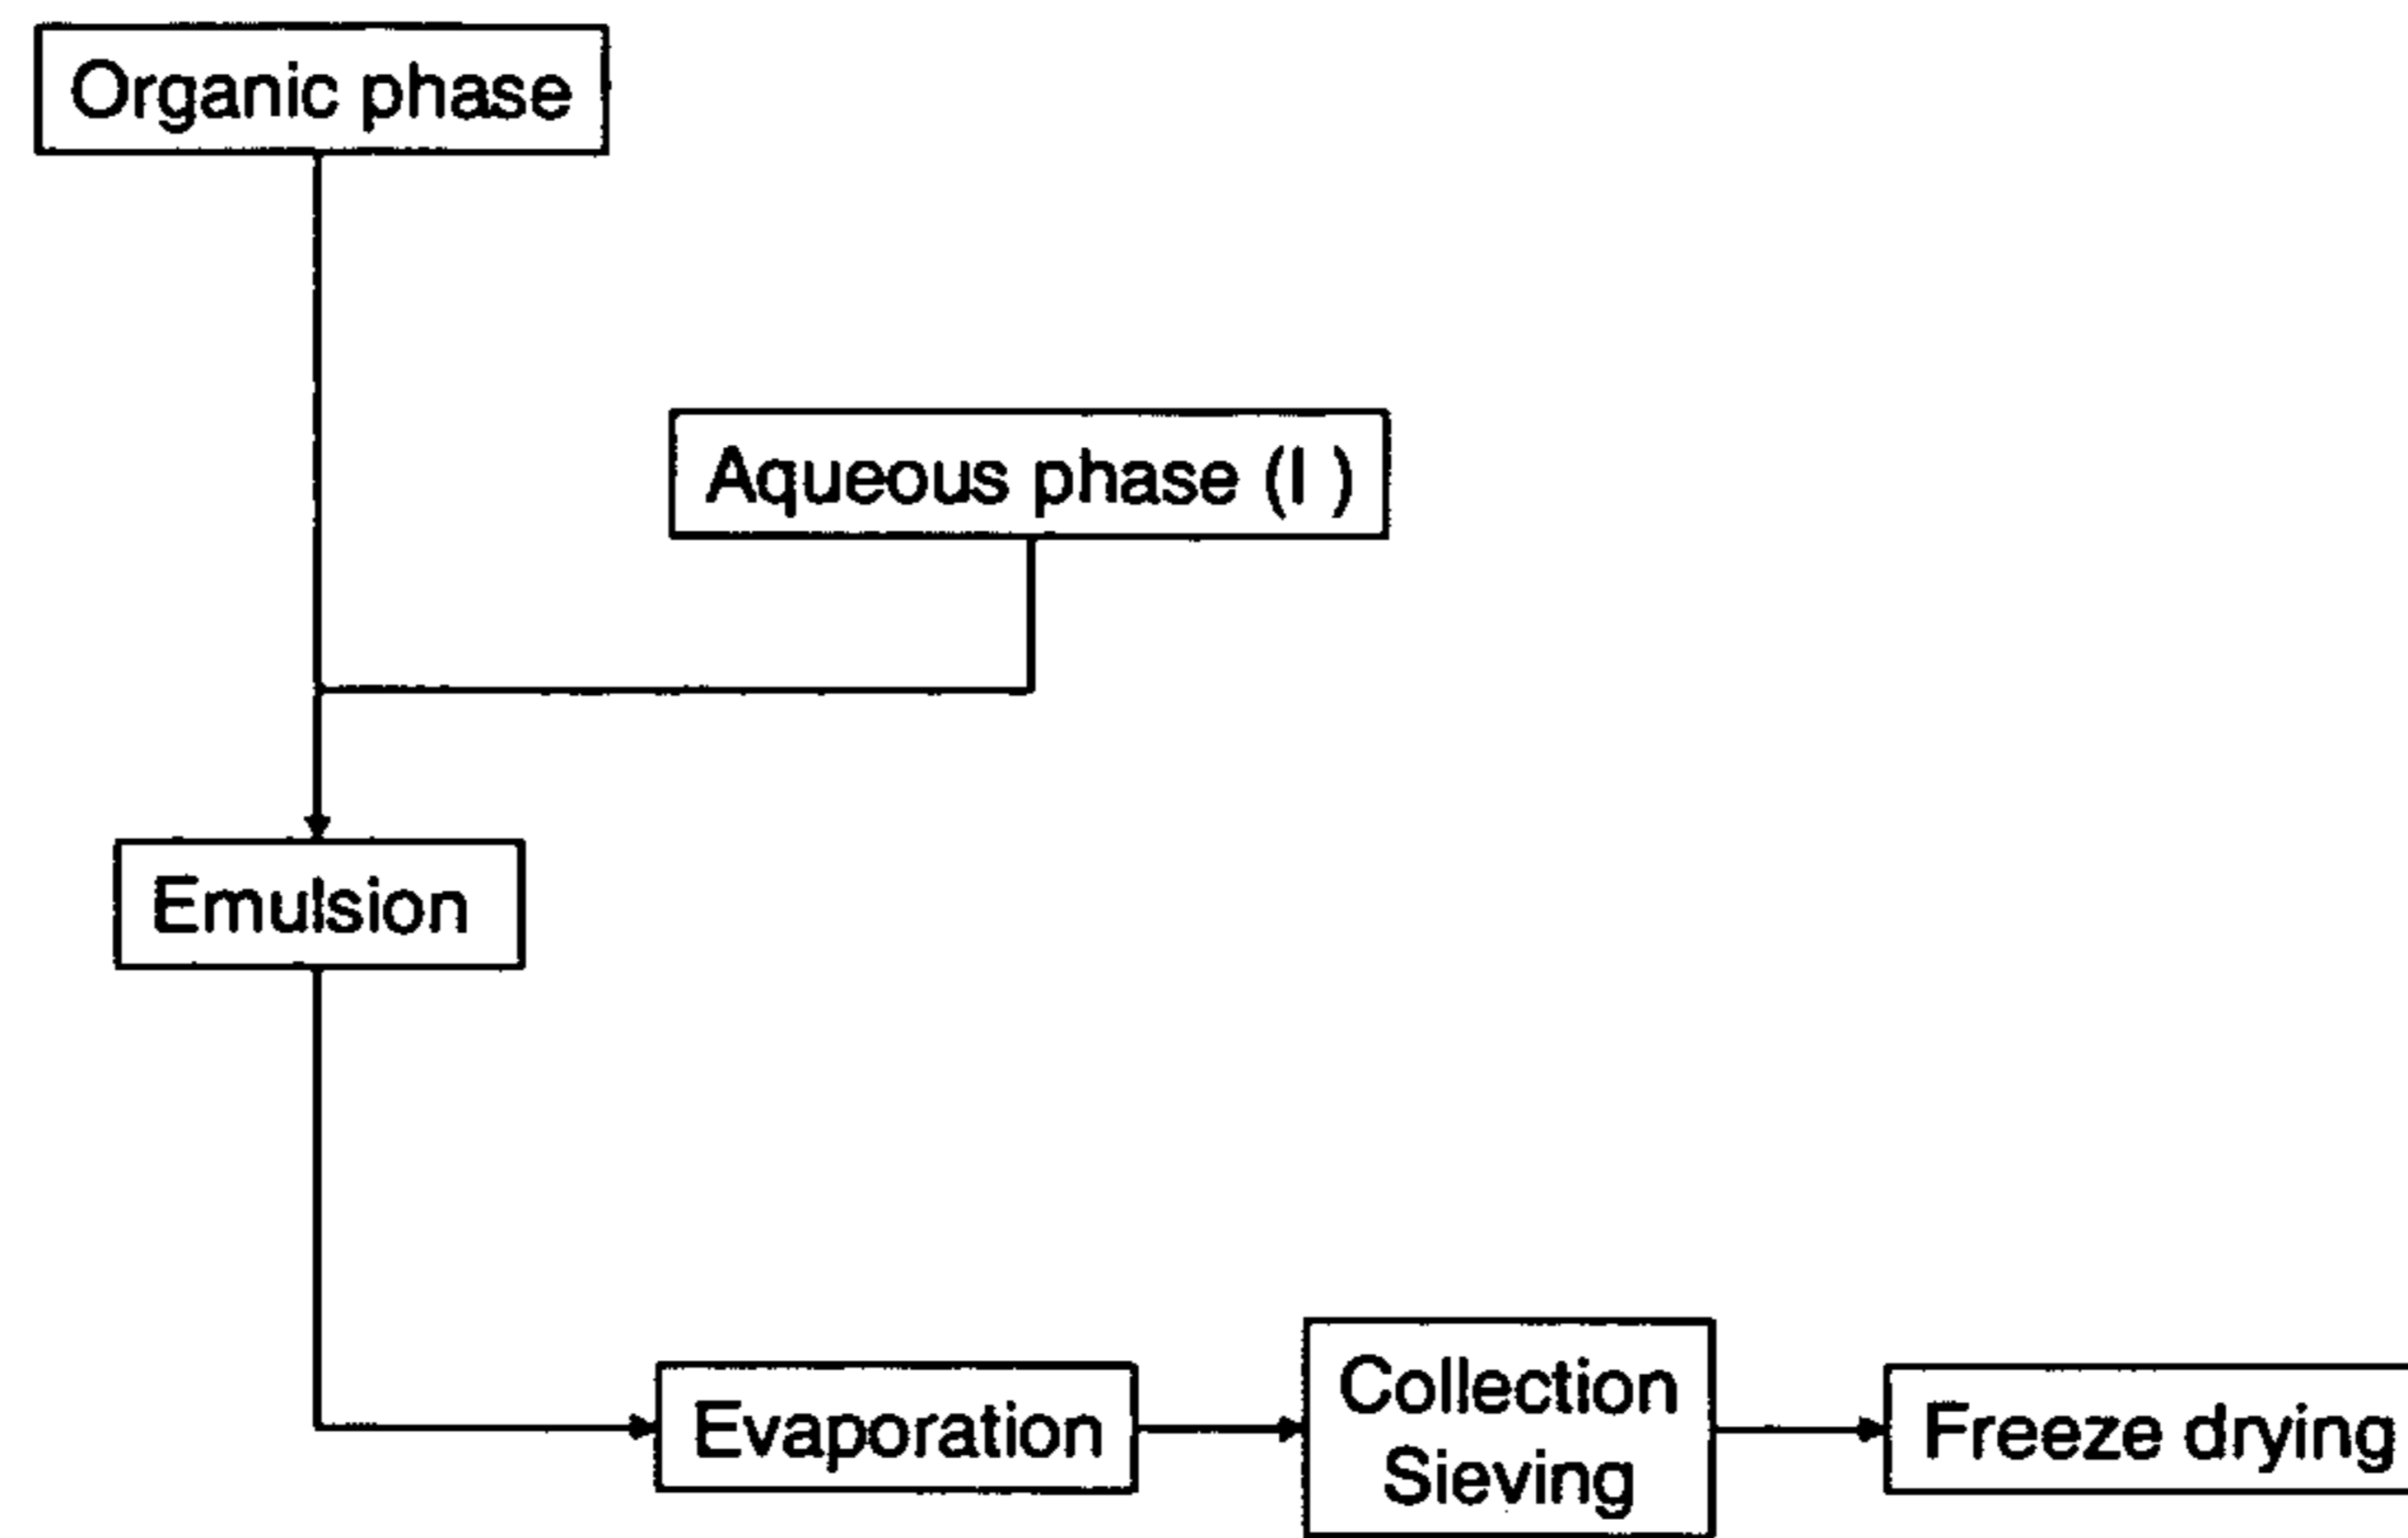 Organic phase
Aqueous phase (I )
Emulsion
Evaporation
Collection
Sieving
Freeze drying